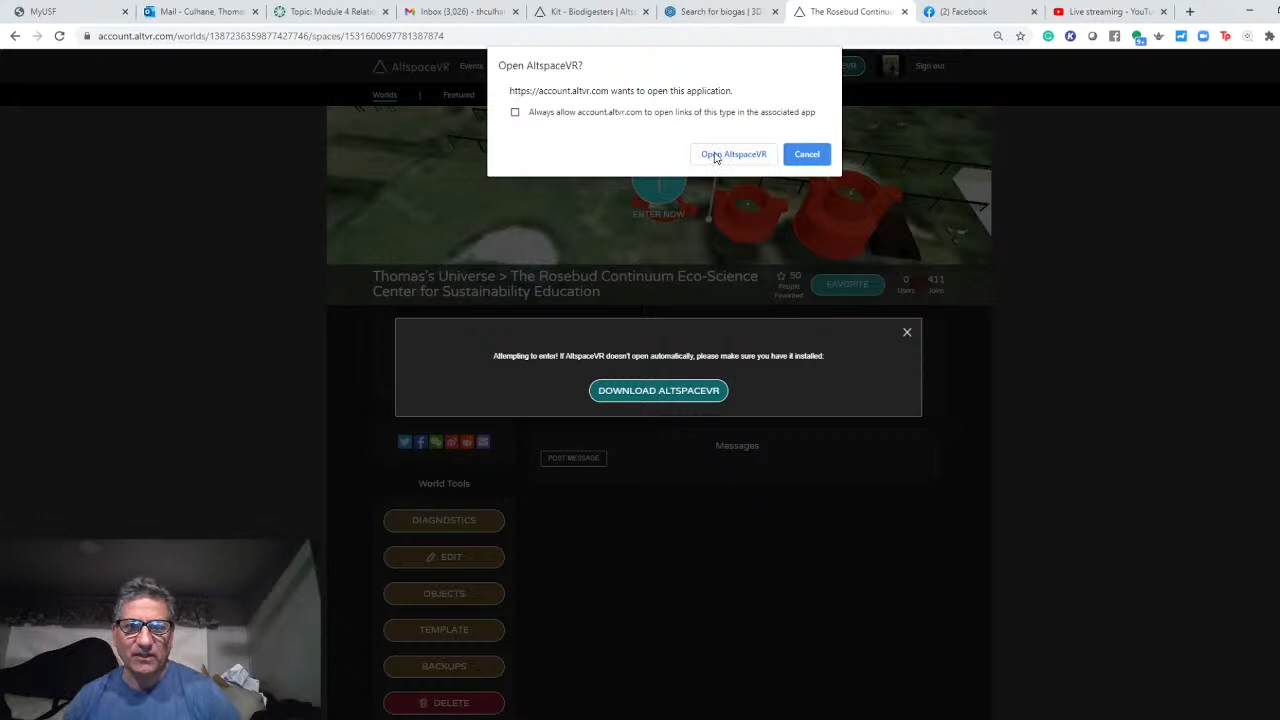 MyUSF
Mail - Culhane, Thomas
Topic Module 4 Relatio
Inbox (3,026) - thculha
Kit - Biodigesters | Alts
Search for biogas | 3D
The Rosebud Continuum
(2) Facebook
Live streaming - YouTu
account.altvr.com/worlds/1387236359877427746/spaces/1531600697781387874
Open AltspaceVR?
https://account.altvr.com wants to open this application.
Always allow account.altvr.com to open links of this type in the associated app
Open AltspaceVR
Cancel
AltspaceVR
Events
VR
Sign out
Worlds
Featured
ENTER NOW
Thomas's Universe > The Rosebud Continuum Eco-Science
Center for Sustainability Education
50
People
Favorited
FAVORITE
0
Users
411
Joins
Attempting to enter! If AltspaceVR doesn't open automatically, please make sure you have it installed:
DOWNLOAD ALTSPACEVR
Messages
POST MESSAGE
World Tools
DIAGNOSTICS
EDIT
OBJECTS
TEMPLATE
BACKUPS
DELETE